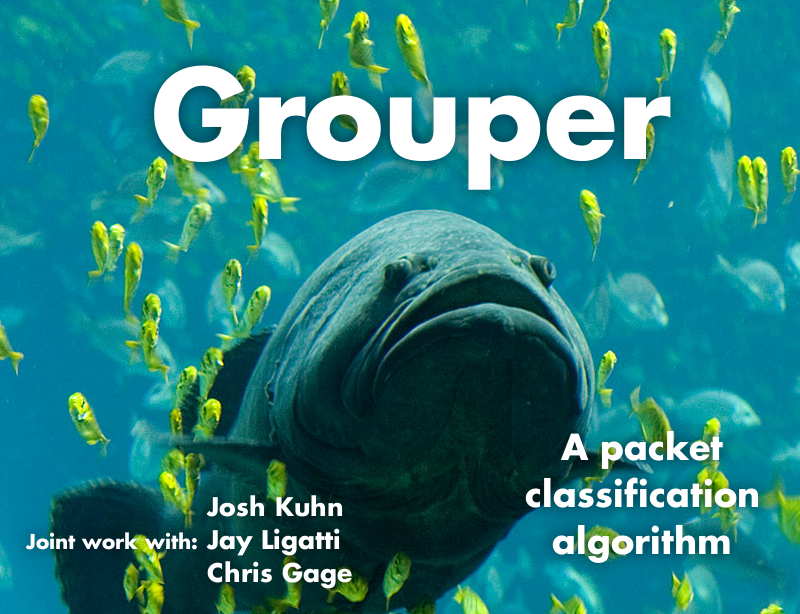 Grouper
A packet
classification
algorithm
Josh Kuhn
Joint work with: Jay Ligatti
Chris Gage